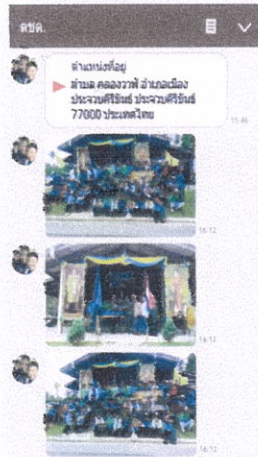 ตชด.
ตำแหน่งที่อยู่
ตำบล คลองวาฬ อำเภอเมือง
ประจวบคีรีขันธ์ ประจวบคีรีขันธ์
77000 ประเทศไทย
15:46
16:12
16:12
16:12